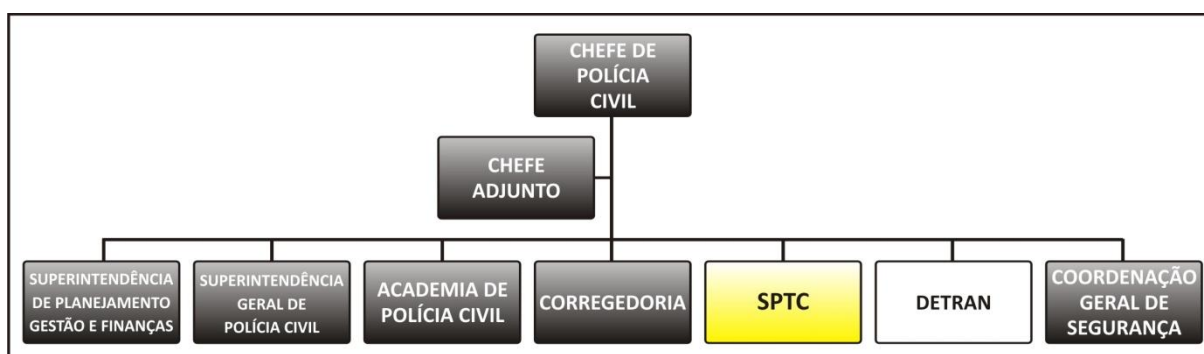 CHEFE DE
POLÍCIA
CIVIL
CHEFE
ADJUNTO
SUPERINTENDÊNCIA
DE PLANEJAMENTO
GESTÃO E FINANÇAS
SUPERINTENDÊNCIA
GERAL DE
POLÍCIA CIVIL
ACADEMIA DE
POLÍCIA CIVIL
CORREGEDORIA
SPTC
DETRAN
COORDENAÇÃO
GERAL DE
SEGURANÇA